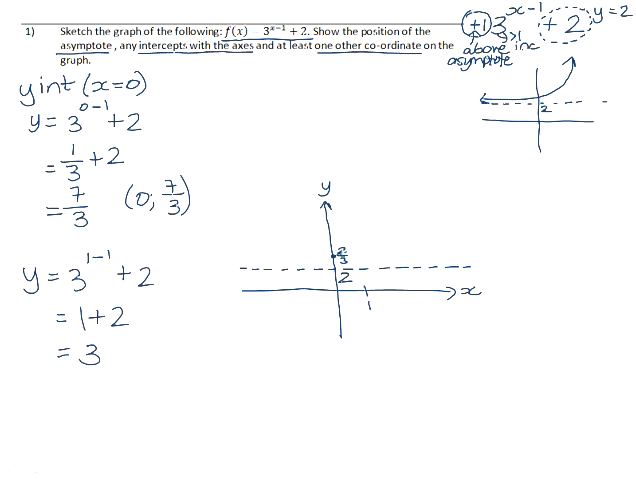 1) Sketch the graph of the following: f(x) = 3^{x−1} + 2. Show the position of the
asymptote, any intercepts with the axes and at least one other co-ordinate on the
graph.
(+1) 3^{x-1} + 2 y = 2
>1
above inc
asymptote
2
y int (x=0)
y = 3^{0-1} + 2
= 1/3 + 2
= 7/3 (0; 7/3)
y = 3^{1-1} + 2
= 1 + 2
= 3
y
7/3
2
x
1